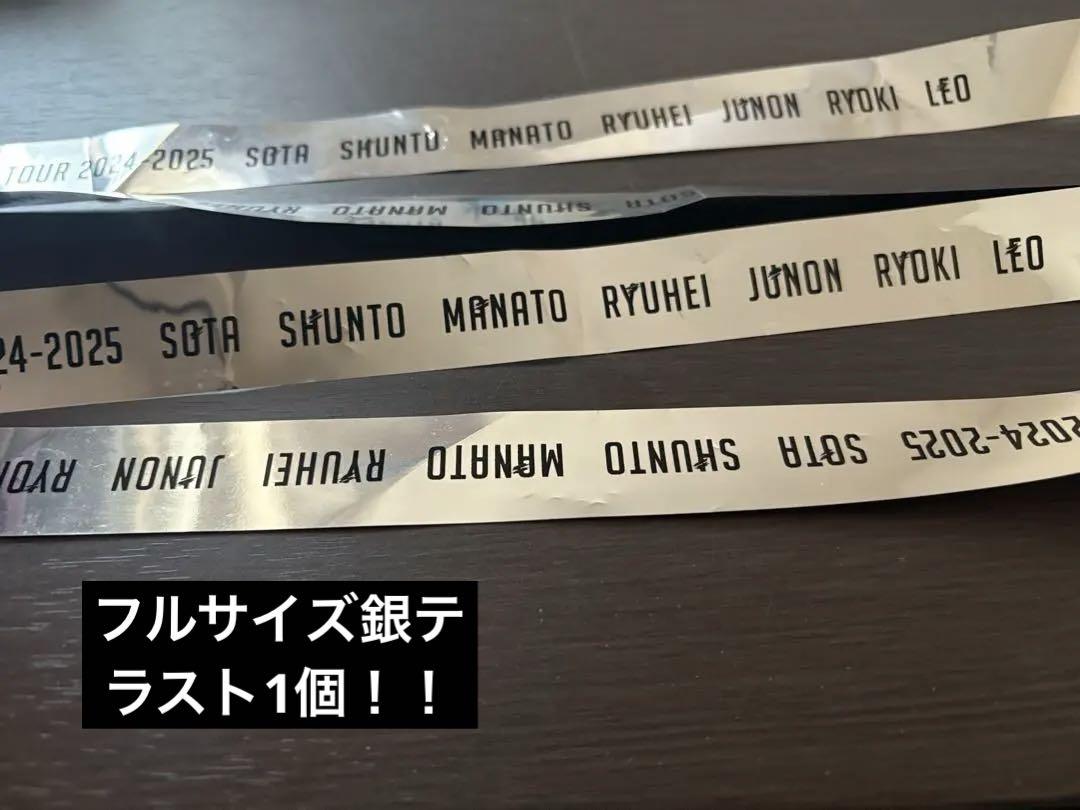 TOUR 2024-2025 SOTA SHUNTO MANATO RYUHEI JUNON RYOKI LEO
SOTA SHUNTO MANATO
24-2025 SOTA SHUNTO MANATO RYUHEI JUNON RYOKI LEO
2024-2025 SOTA SHUNTO MANATO RYUHEI JUNON
フルサイズ銀テ
ラスト1個！！